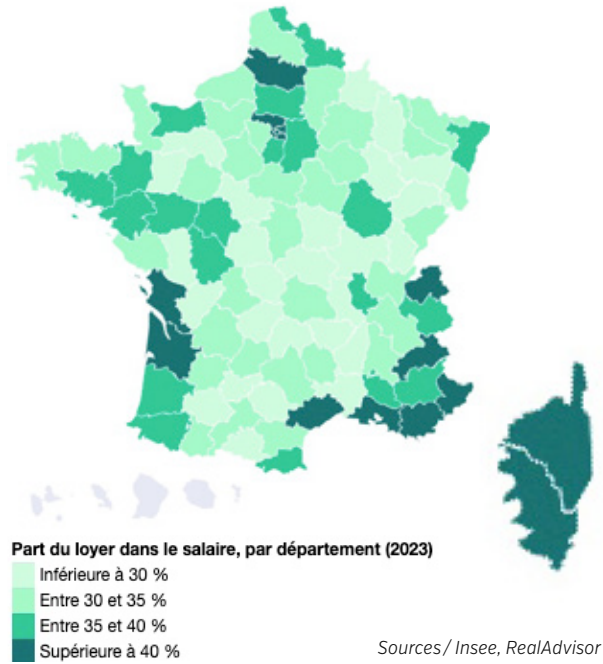 Part du loyer dans le salaire, par département (2023)
Inférieure à 30 %
Entre 30 et 35 %
Entre 35 et 40 %
Supérieure à 40 %
Sources / Insee, RealAdvisor